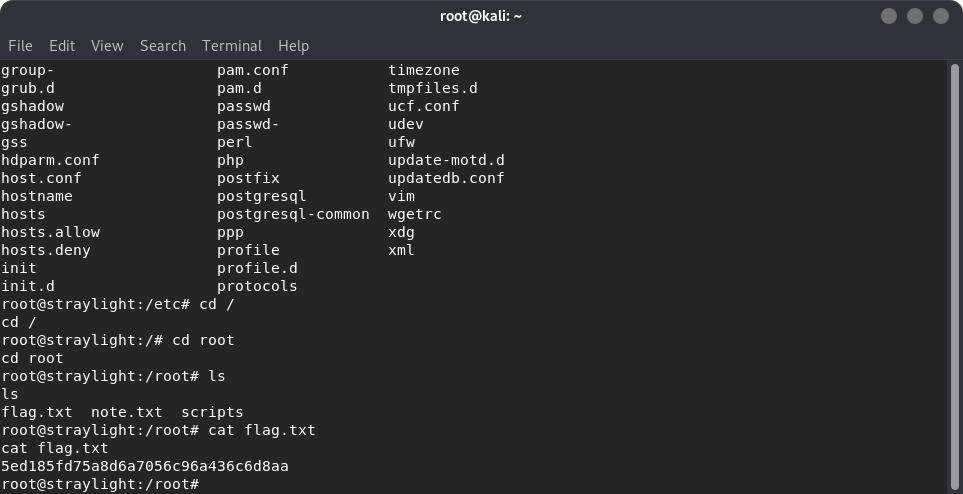 root@kali: ~
File Edit View Search Terminal Help
group- pam.conf timezone
grub.d pam.d tmpfiles.d
gshadow passwd ucf.conf
gshadow- passwd- udev
gss perl ufw
hdparm.conf php update-motd.d
host.conf postfix updatedb.conf
hostname postgresql vim
hosts postgresql-common wgetrc
hosts.allow ppp xdg
hosts.deny profile xml
init profile.d
init.d protocols
root@straylight:/etc# cd /
cd /
root@straylight:/# cd root
cd root
root@straylight:/root# ls
ls
flag.txt note.txt scripts
root@straylight:/root# cat flag.txt
cat flag.txt
5ed185fd75a8d6a7056c96a436c6d8aa
root@straylight:/root#